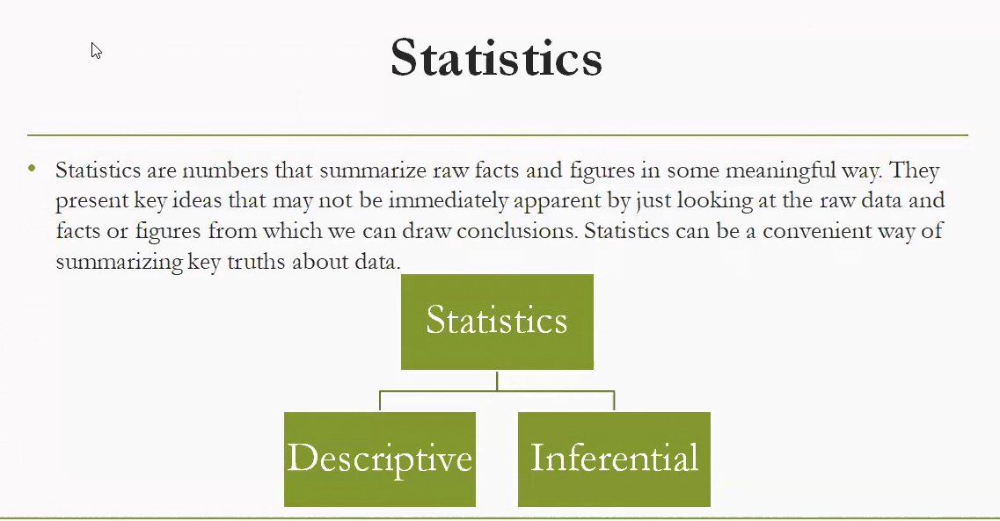 Statistics
• Statistics are numbers that summarize raw facts and figures in some meaningful way. They
present key ideas that may not be immediately apparent by just looking at the raw data and
facts or figures from which we can draw conclusions. Statistics can be a convenient way of
summarizing key truths about data.
Statistics
Descriptive
Inferential